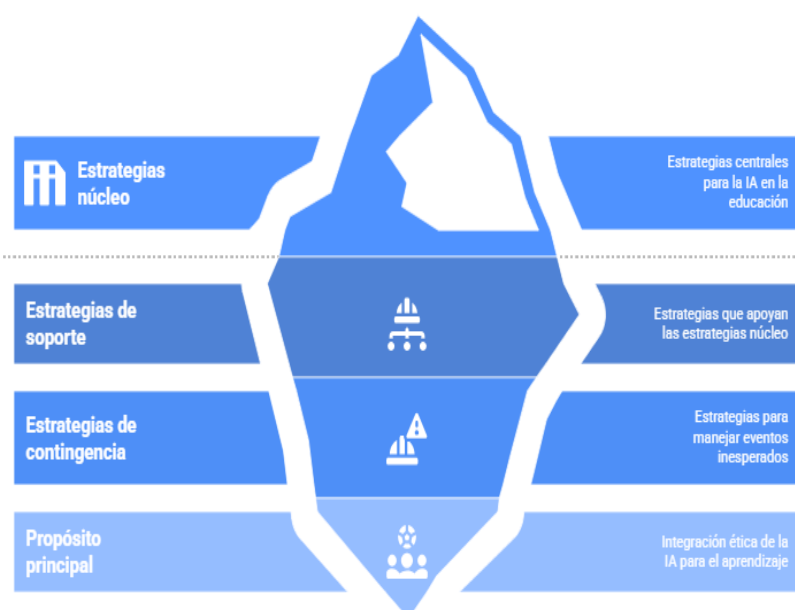 Estrategias
núcleo
Estrategias centrales
para la IA en la
educación
Estrategias de
soporte
Estrategias que apoyan
las estrategias núcleo
Estrategias de
contingencia
Estrategias para
manejar eventos
inesperados
Propósito
principal
Integración ética de la
IA para el aprendizaje